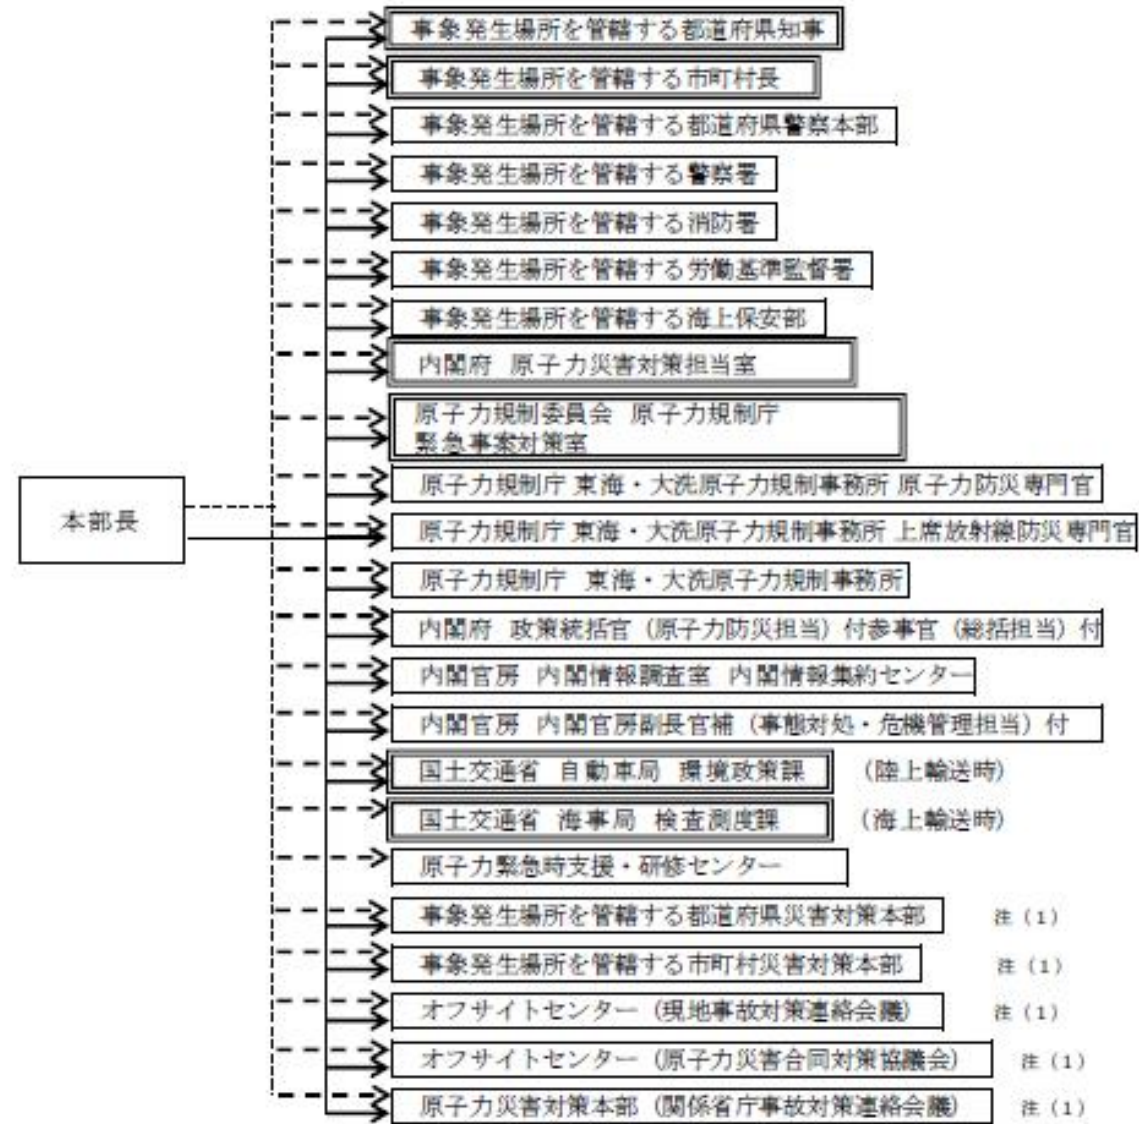 事象発生場所を管轄する都道府県知事
事象発生場所を管轄する市町村長
事象発生場所を管轄する都道府県警察本部
事象発生場所を管轄する警察署
事象発生場所を管轄する消防署
事象発生場所を管轄する労働基準監督署
事象発生場所を管轄する海上保安部
内閣府 原子力災害対策担当室
原子力規制委員会 原子力規制庁
緊急事案対策室
原子力規制庁 東海・大洗原子力規制事務所 原子力防災専門官
本部長
原子力規制庁 東海・大洗原子力規制事務所 上席放射線防災専門官
原子力規制庁 東海・大洗原子力規制事務所
内閣府 政策統括官（原子力防災担当）付参事官（総括担当）付
内閣官房 内閣情報調査室 内閣情報集約センター
内閣官房 内閣官房副長官補（事態対処・危機管理担当）付
国土交通省 自動車局 環境政策課 （陸上輸送時）
国土交通省 海事局 検査測度課 （海上輸送時）
原子力緊急時支援・研修センター
事象発生場所を管轄する都道府県災害対策本部 注（１）
事象発生場所を管轄する市町村災害対策本部 注（１）
オフサイトセンター（現地事故対策連絡会議） 注（１）
オフサイトセンター（原子力災害合同対策協議会） 注（１）
原子力災害対策本部（関係省庁事故対策連絡会議） 注（１）